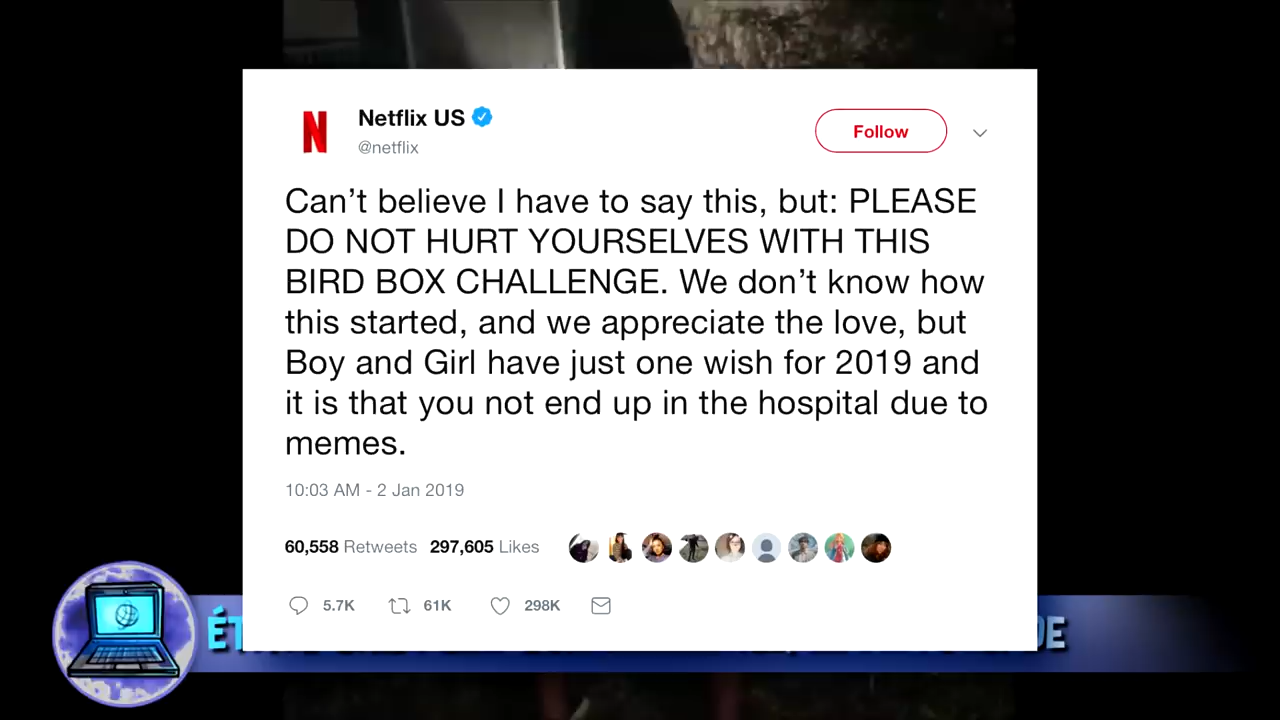 Netflix US
@netflix
Follow
Can’t believe I have to say this, but: PLEASE
DO NOT HURT YOURSELVES WITH THIS
BIRD BOX CHALLENGE. We don’t know how
this started, and we appreciate the love, but
Boy and Girl have just one wish for 2019 and
it is that you not end up in the hospital due to
memes.
10:03 AM - 2 Jan 2019
60,558 Retweets 297,605 Likes
5.7K 61K 298K